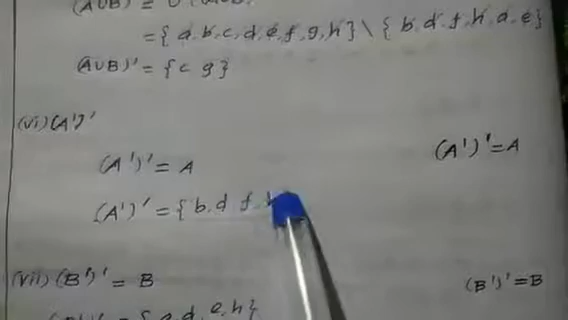 (A∪B)' = U
= {a, b, c, d, e, f, g, h} \ { b, d, f, h, a, e}
(A∪B)' = {c g}
(vi) (A')'
(A')' = A
(A')' = A
(A')' = { b, d f,
(vii) (B')' = B
(B')' = B